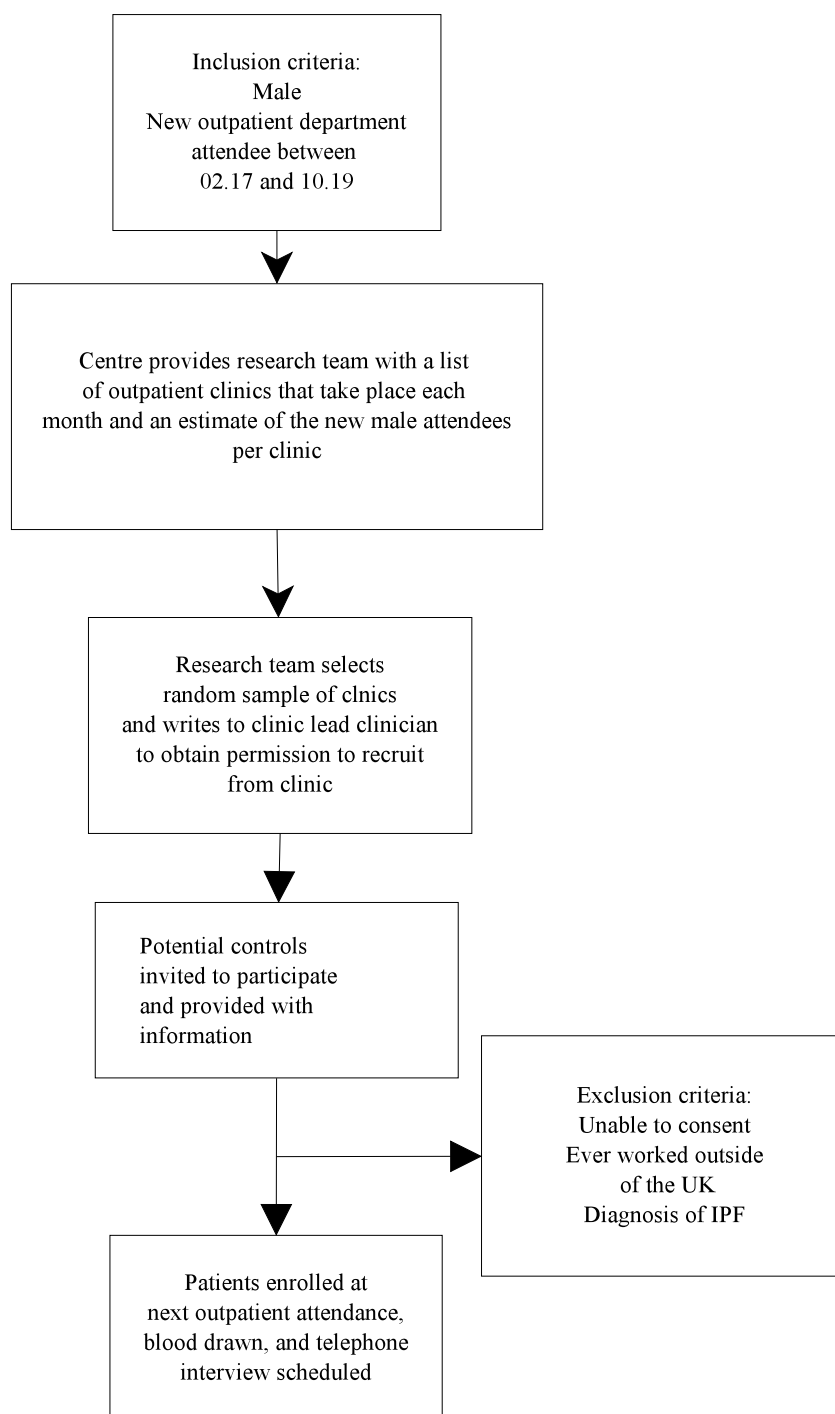 Inclusion criteria:
Male
New outpatient department
attendee between
02.17 and 10.19
Centre provides research team with a list
of outpatient clinics that take place each
month and an estimate of the new male attendees
per clinic
Research team selects
random sample of clnics
and writes to clinic lead clinician
to obtain permission to recruit
from clinic
Potential controls
invited to participate
and provided with
information
Exclusion criteria:
Unable to consent
Ever worked outside
of the UK
Diagnosis of IPF
Patients enrolled at
next outpatient attendance,
blood drawn, and telephone
interview scheduled